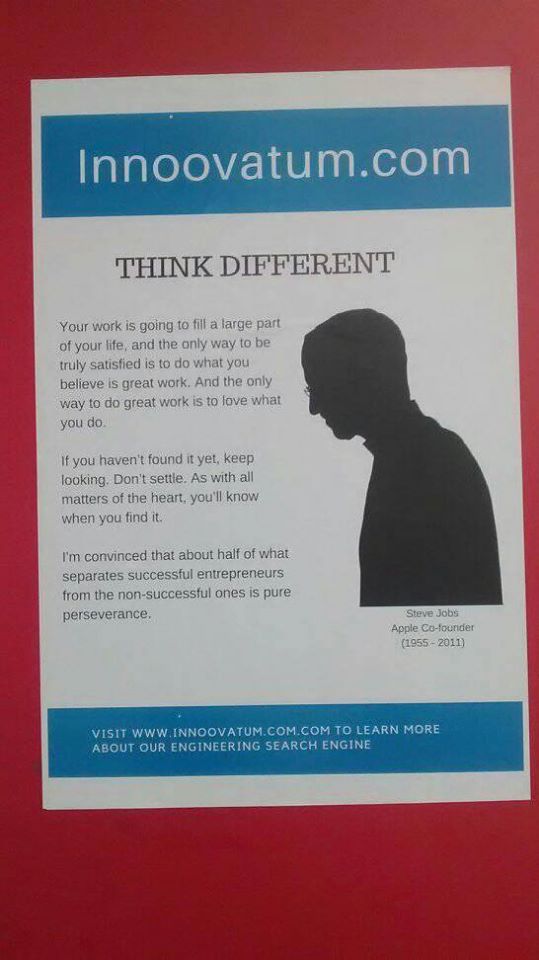 Innoovatum.com
THINK DIFFERENT
Your work is going to fill a large part
of your life, and the only way to be
truly satisfied is to do what you
believe is great work. And the only
way to do great work is to love what
you do.
If you haven't found it yet, keep
looking. Don't settle. As with all
matters of the heart, you'll know
when you find it.
I'm convinced that about half of what
separates successful entrepreneurs
from the non-successful ones is pure
perseverance.
Steve Jobs
Apple Co-founder
(1955 - 2011)
VISIT WWW.INNOOVATUM.COM.COM TO LEARN MORE
ABOUT OUR ENGINEERING SEARCH ENGINE